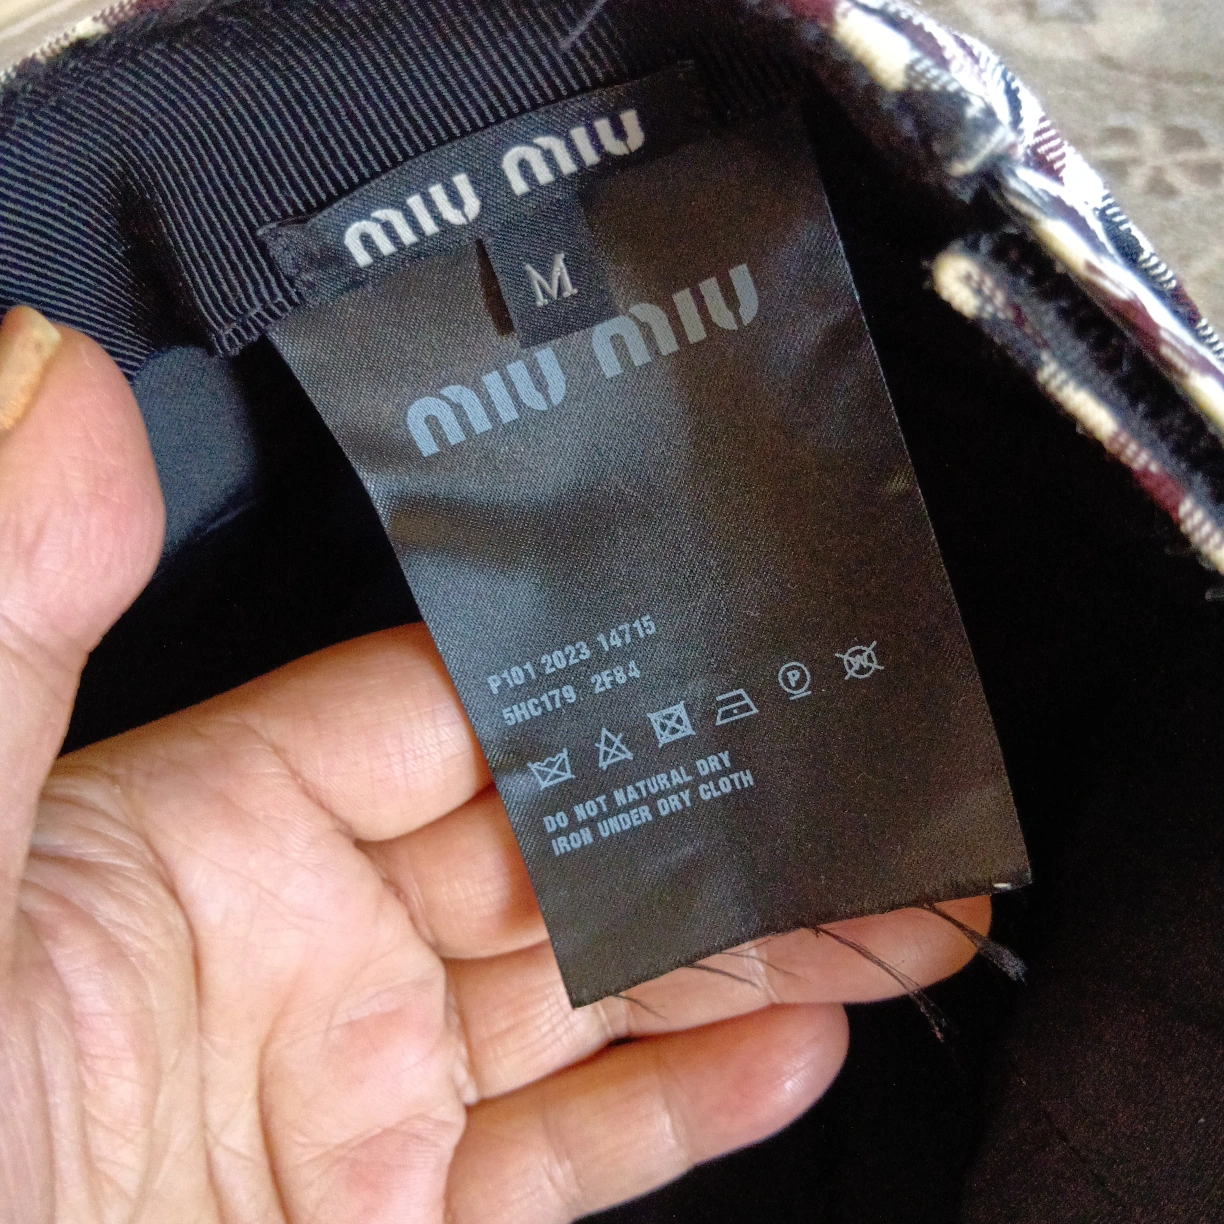 MIU MIU
M
MIU MIU
P101 2023 14715
5HC179 2F84
P
W
DO NOT NATURAL DRY
IRON UNDER DRY CLOTH